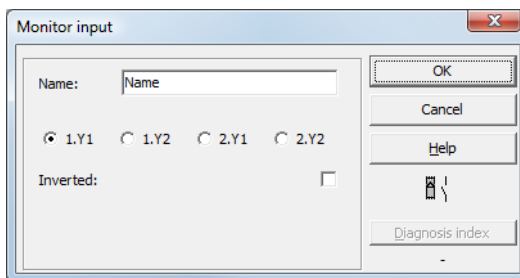 Monitor input
Name: Name
OK
Cancel
1.Y1 1.Y2 2.Y1 2.Y2
Help
Inverted:
Diagnosis index
-